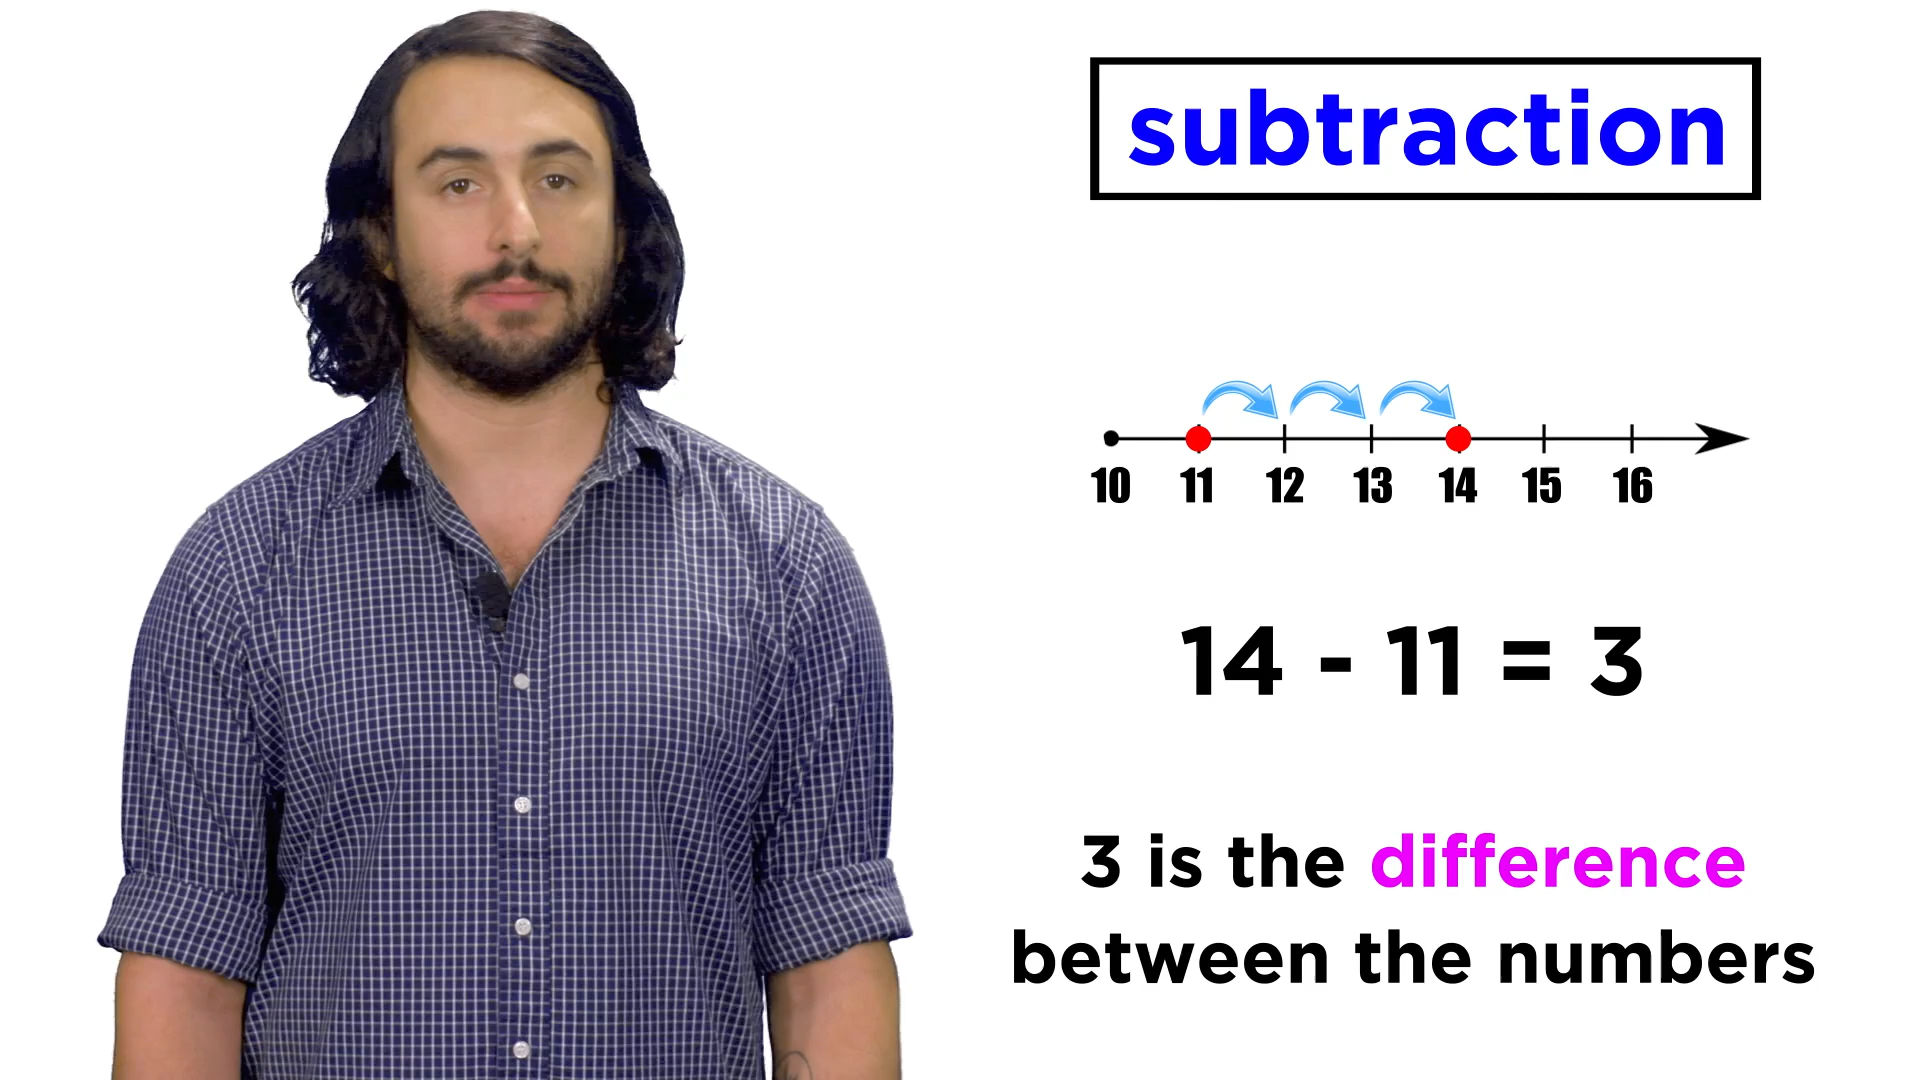 subtraction
10 11 12 13 14 15 16
14 - 11 = 3
3 is the difference
between the numbers